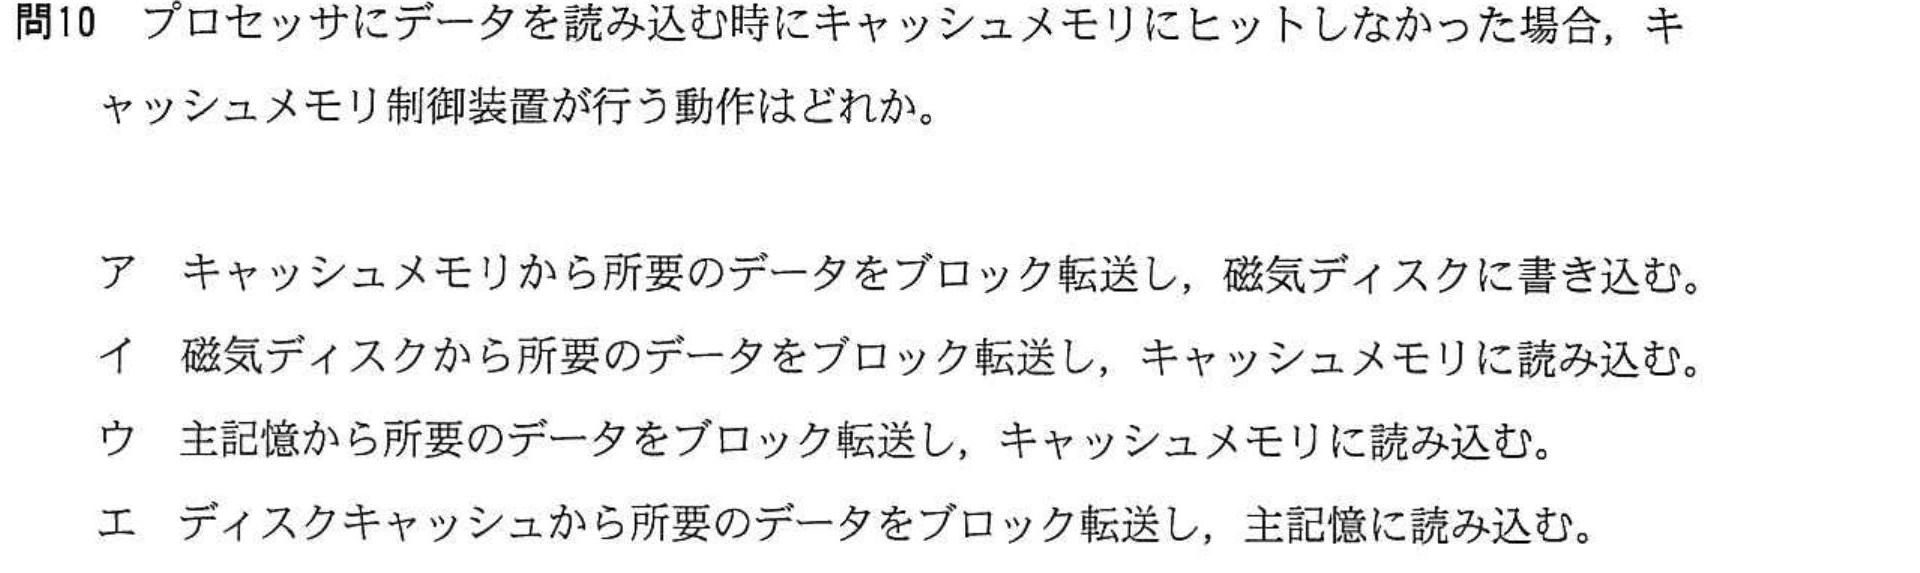 問10　プロセッサにデータを読み込む時にキャッシュメモリにヒットしなかった場合，キ
ャッシュメモリ制御装置が行う動作はどれか。
ア　キャッシュメモリから所要のデータをブロック転送し，磁気ディスクに書き込む。
イ　磁気ディスクから所要のデータをブロック転送し，キャッシュメモリに読み込む。
ウ　主記憶から所要のデータをブロック転送し，キャッシュメモリに読み込む。
エ　ディスクキャッシュから所要のデータをブロック転送し，主記憶に読み込む。